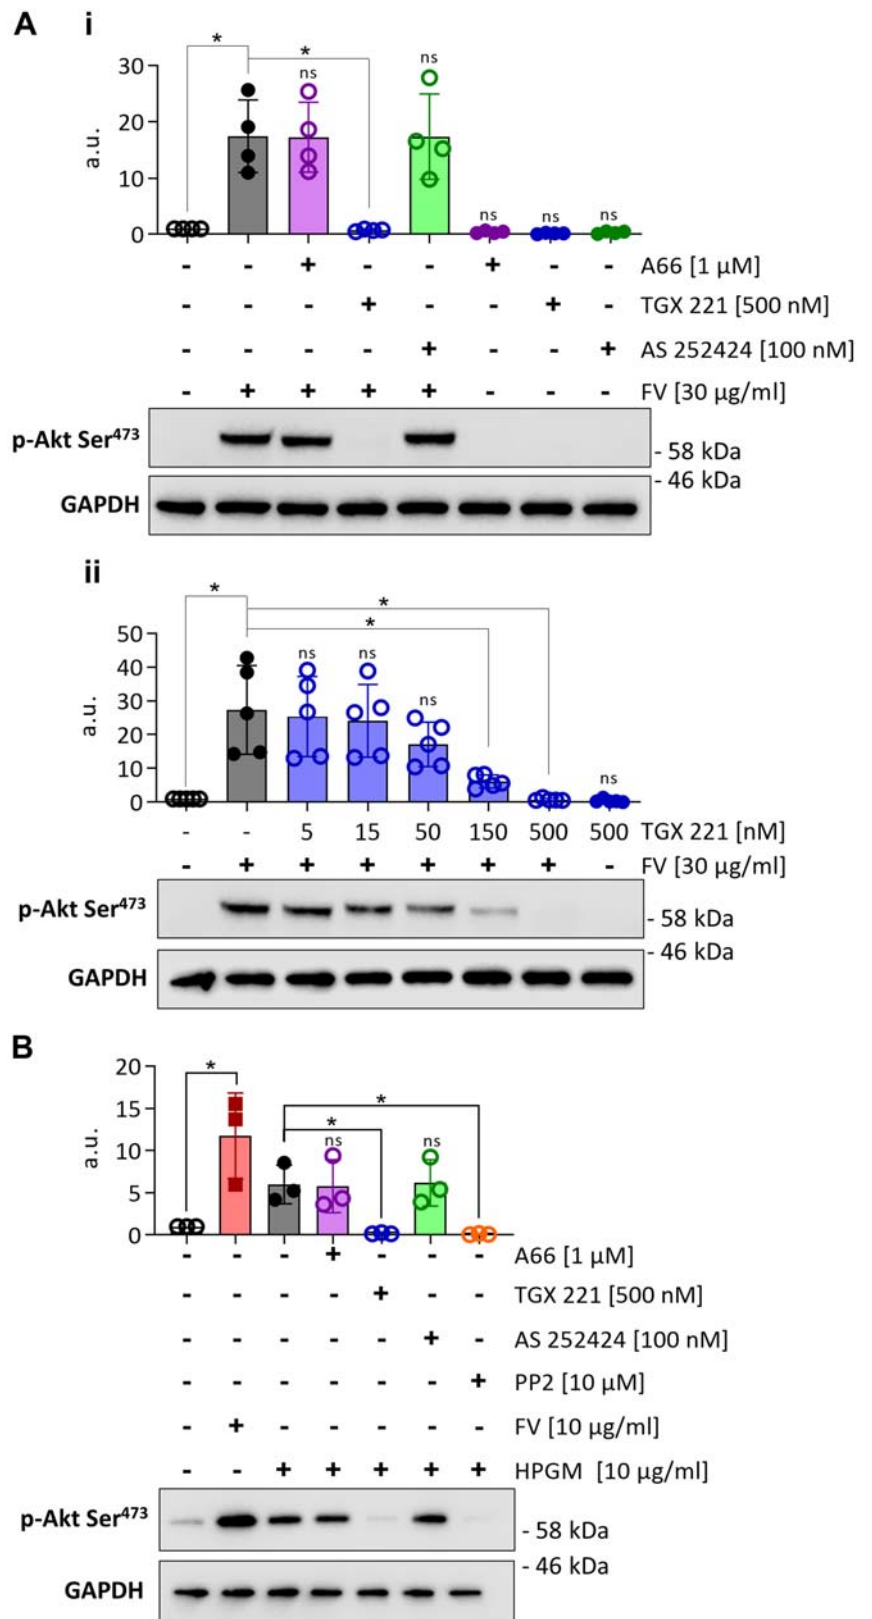 A i
* *
ns ns
30
20
10
0
a.u.
ns ns ns
- - + - - + - - A66 [1 µM]
- - - + - - + - TGX 221 [500 nM]
- - - - + - - + AS 252424 [100 nM]
- + + + + - - - FV [30 µg/ml]
p-Akt Ser473
- 58 kDa
- 46 kDa
GAPDH
ii
* * *
50
40
30
20
10
0
a.u.
ns ns ns ns
- - 5 15 50 150 500 500 TGX 221 [nM]
- + + + + + + - FV [30 µg/ml]
p-Akt Ser473
- 58 kDa
- 46 kDa
GAPDH
B
* * *
20
15
10
5
0
a.u.
ns ns
- - - + - - - A66 [1 µM]
- - - - + - - TGX 221 [500 nM]
- - - - - + - AS 252424 [100 nM]
- - - - - - + PP2 [10 µM]
- + - - - - - FV [10 µg/ml]
- - + + + + + HPGM [10 µg/ml]
p-Akt Ser473
- 58 kDa
- 46 kDa
GAPDH